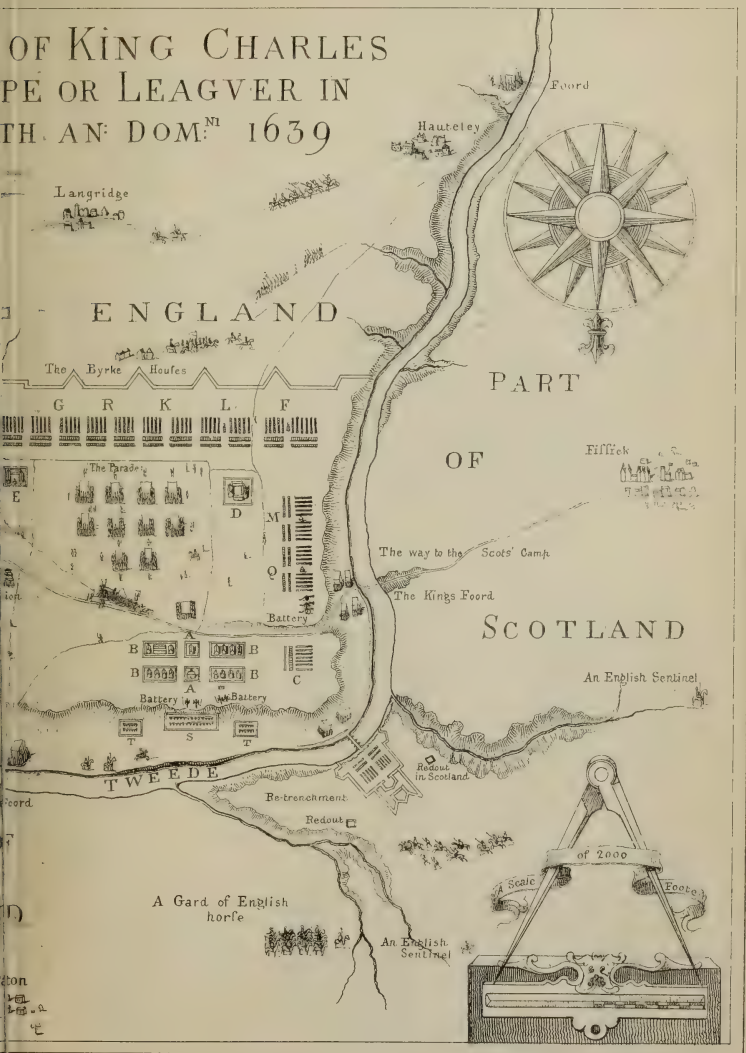 OF KING CHARLES
PE OR LEAGVER IN
TH. AN: DOM:NI 1639
Foord
Hauteley
Langridge
ENGLAND
The Byrke Houſes
PART
G R K L F
OF
Fiſſick
The Parade
E
D
M
The way to the Scots' Camp
Q
The Kings Foord
ion
Battery
SCOTLAND
A
B B
C
B B
A
An English Sentinel
Battery Battery
T S T
Redout
in Scotland
TWEEDE
Foord
Re-trenchment
Redout
of 2000
A Scale
Foote
A Gard of Engliſh
horſe
An English
Sentinel
D
ton